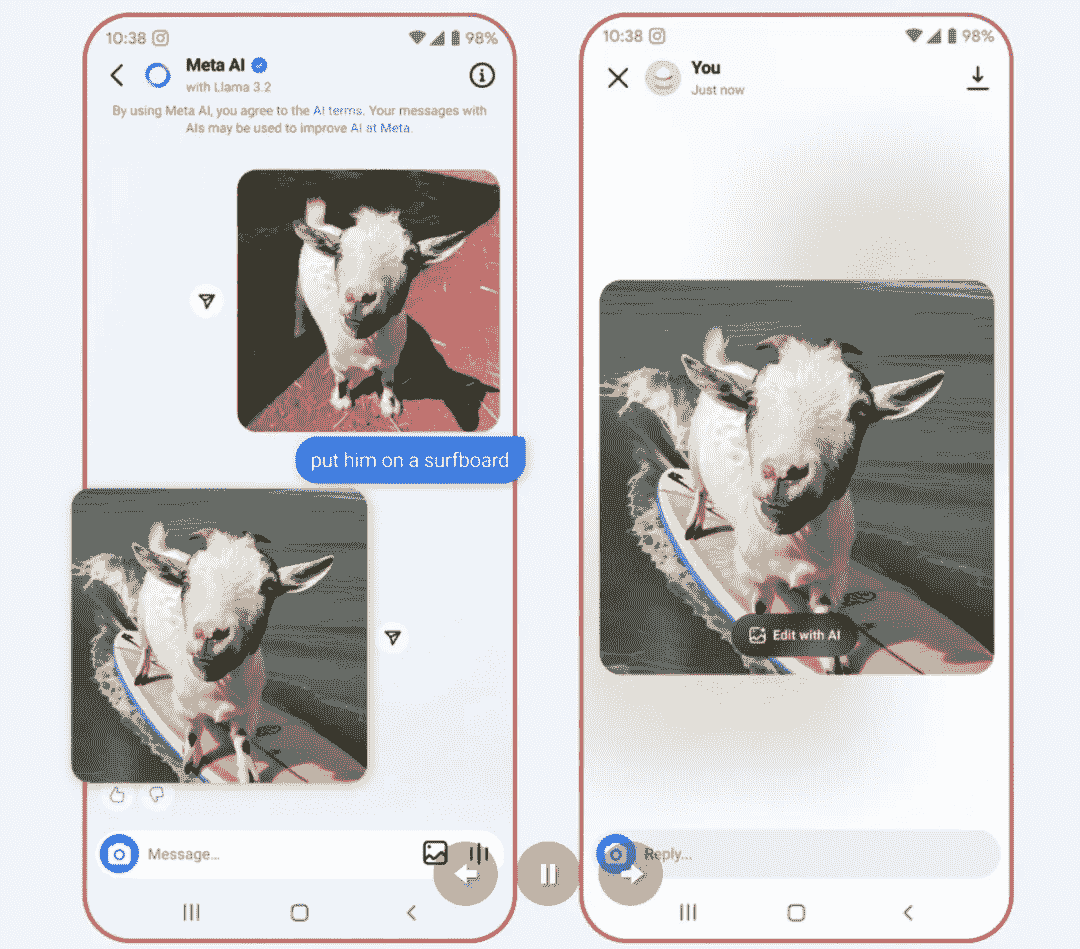 10:38
98%
Meta AI
with Llama 3.2
By using Meta AI, you agree to the AI terms. Your messages with
AIs may be used to improve AI at Meta.
put him on a surfboard
Message...
10:38
98%
You
Just now
Edit with AI
Reply...